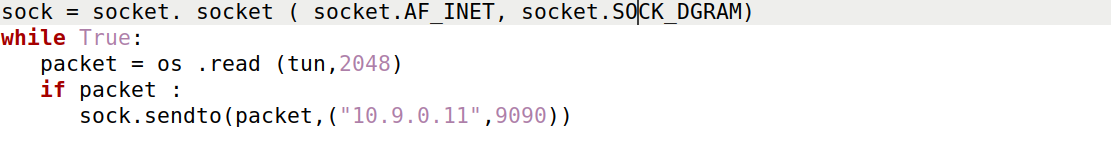 sock = socket. socket ( socket.AF_INET, socket.SOCK_DGRAM)
while True:
   packet = os .read (tun,2048)
   if packet :
      sock.sendto(packet,("10.9.0.11",9090))